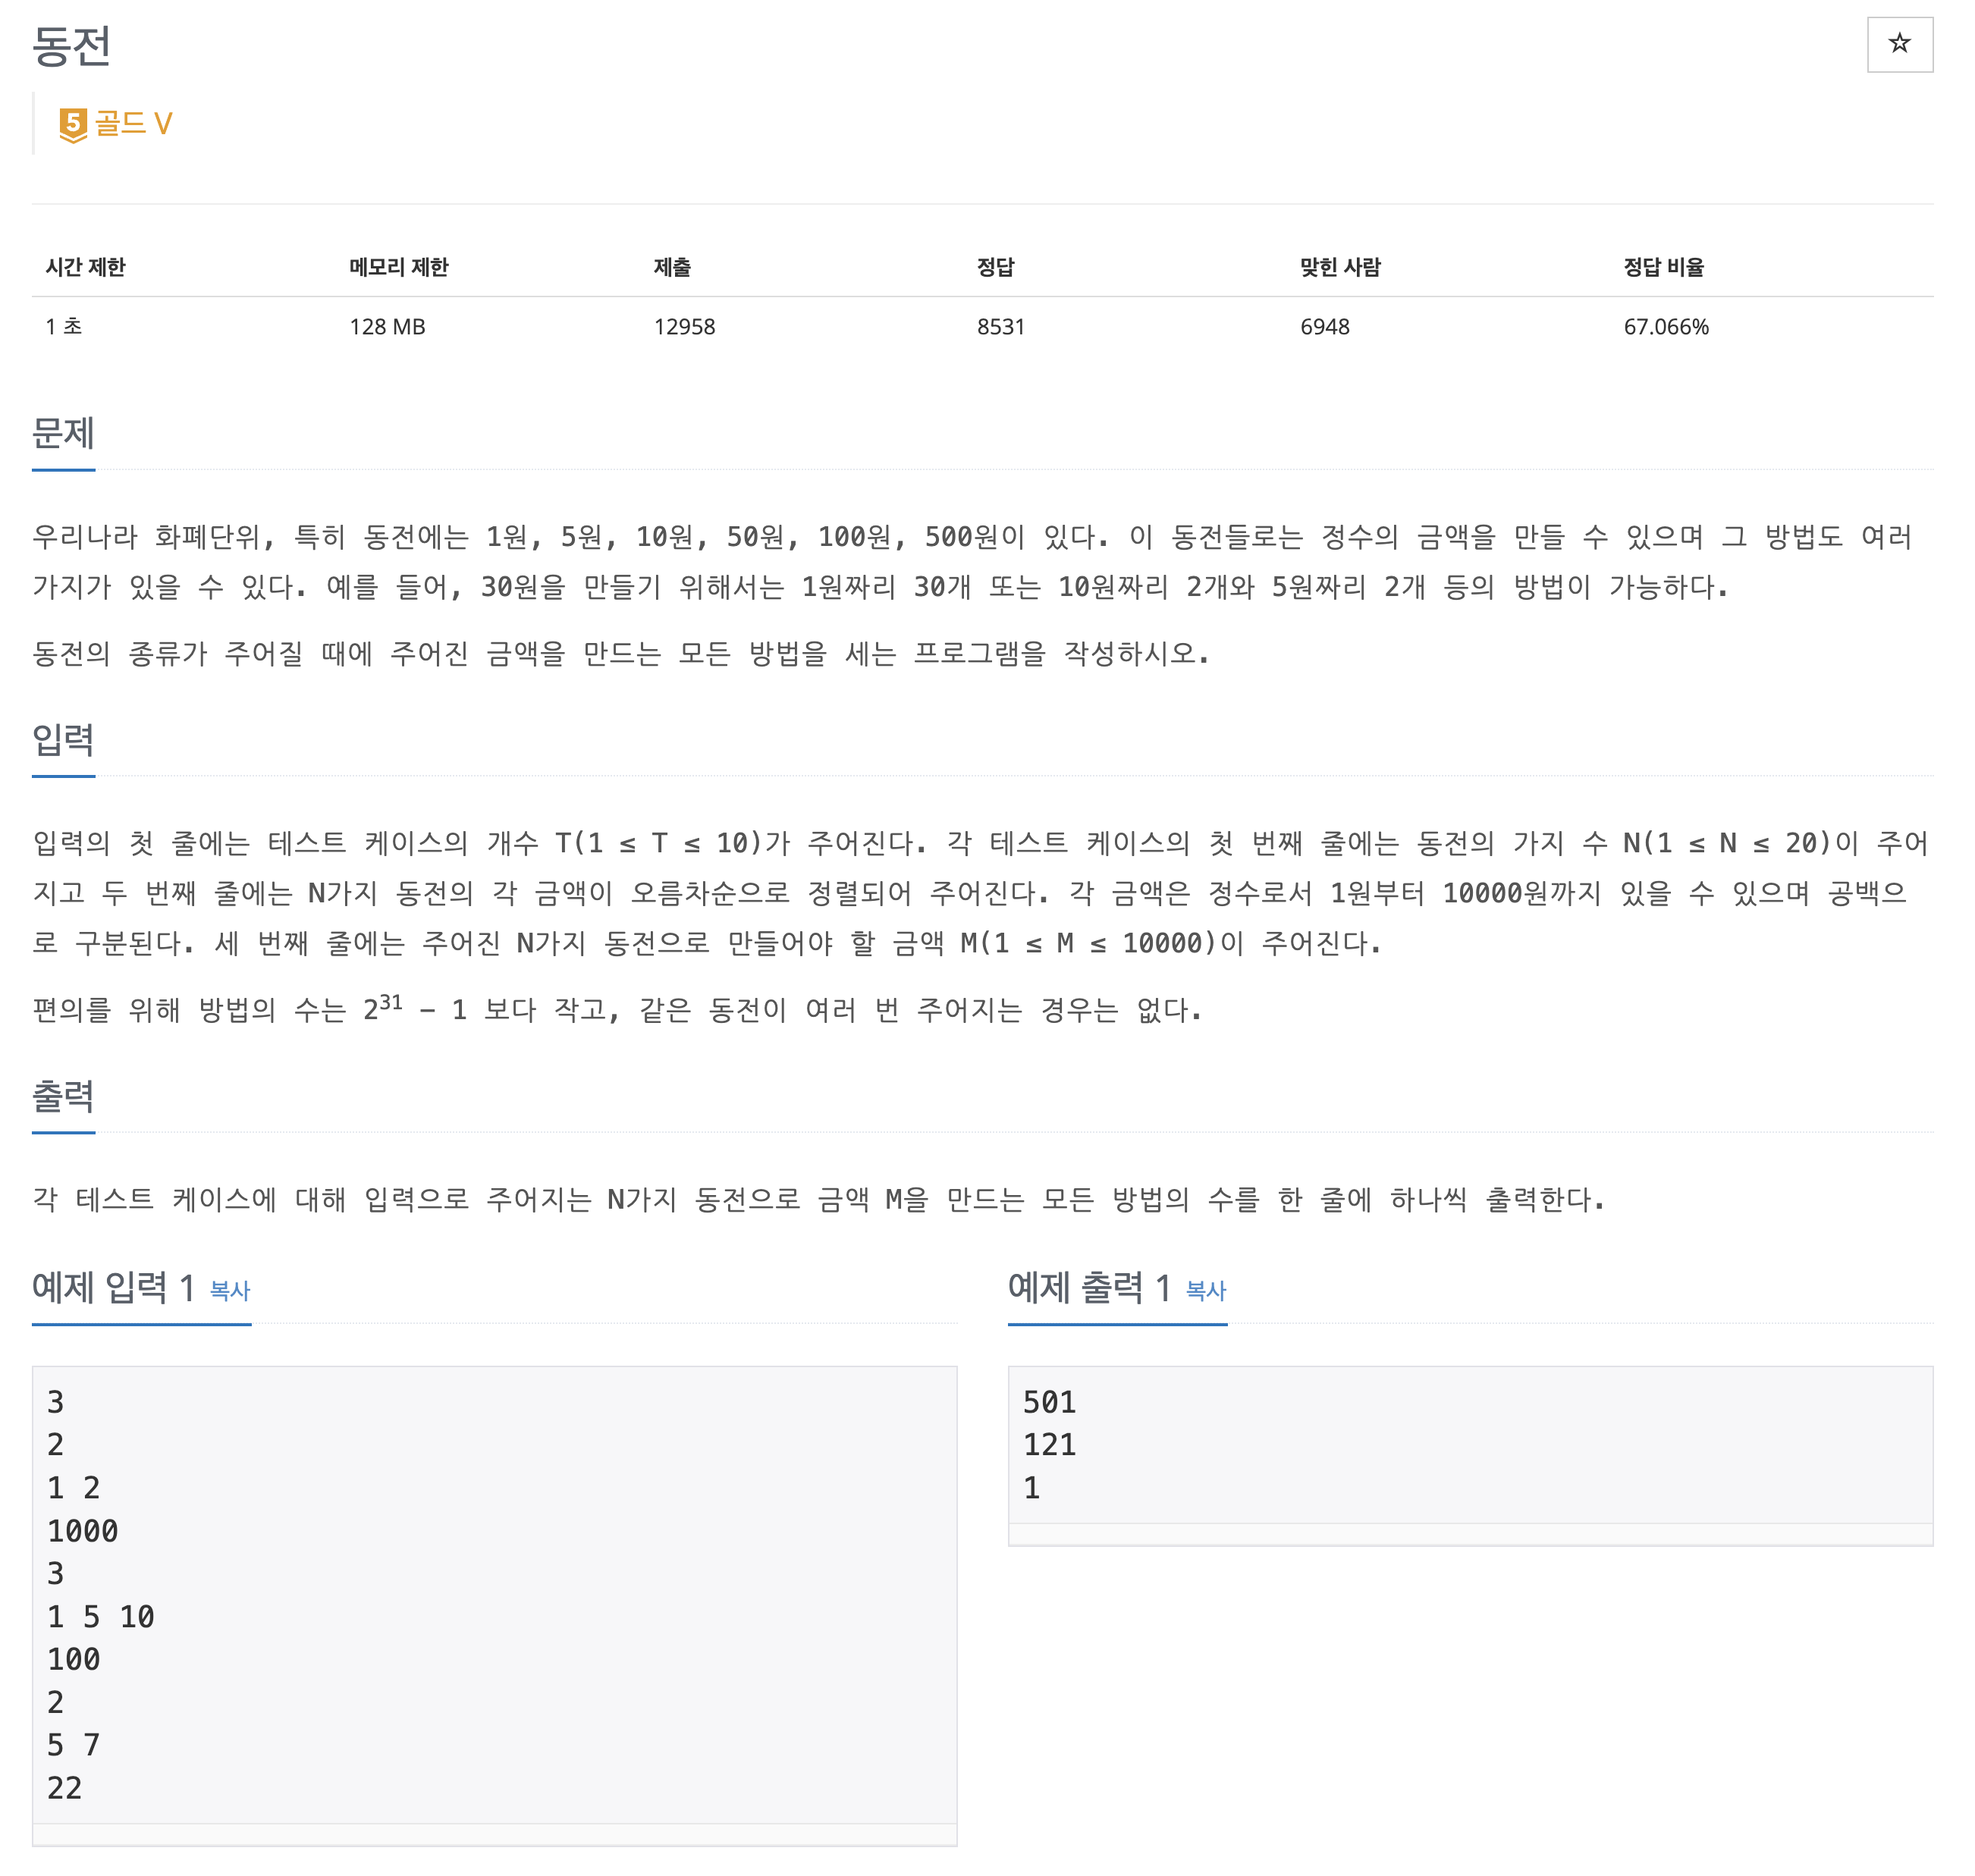 동전
☆
5 골드 V
시간 제한 메모리 제한 제출 정답 맞힌 사람 정답 비율
1 초 128 MB 12958 8531 6948 67.066%
문제
우리나라 화폐단위, 특히 동전에는 1원, 5원, 10원, 50원, 100원, 500원이 있다. 이 동전들로는 정수의 금액을 만들 수 있으며 그 방법도 여러
가지가 있을 수 있다. 예를 들어, 30원을 만들기 위해서는 1원짜리 30개 또는 10원짜리 2개와 5원짜리 2개 등의 방법이 가능하다.
동전의 종류가 주어질 때에 주어진 금액을 만드는 모든 방법을 세는 프로그램을 작성하시오.
입력
입력의 첫 줄에는 테스트 케이스의 개수 T(1 ≤ T ≤ 10)가 주어진다. 각 테스트 케이스의 첫 번째 줄에는 동전의 가지 수 N(1 ≤ N ≤ 20)이 주어
지고 두 번째 줄에는 N가지 동전의 각 금액이 오름차순으로 정렬되어 주어진다. 각 금액은 정수로서 1원부터 10000원까지 있을 수 있으며 공백으
로 구분된다. 세 번째 줄에는 주어진 N가지 동전으로 만들어야 할 금액 M(1 ≤ M ≤ 10000)이 주어진다.
편의를 위해 방법의 수는 2³¹ - 1 보다 작고, 같은 동전이 여러 번 주어지는 경우는 없다.
출력
각 테스트 케이스에 대해 입력으로 주어지는 N가지 동전으로 금액 M을 만드는 모든 방법의 수를 한 줄에 하나씩 출력한다.
예제 입력 1 복사
3
2
1 2
1000
3
1 5 10
100
2
5 7
22
예제 출력 1 복사
501
121
1